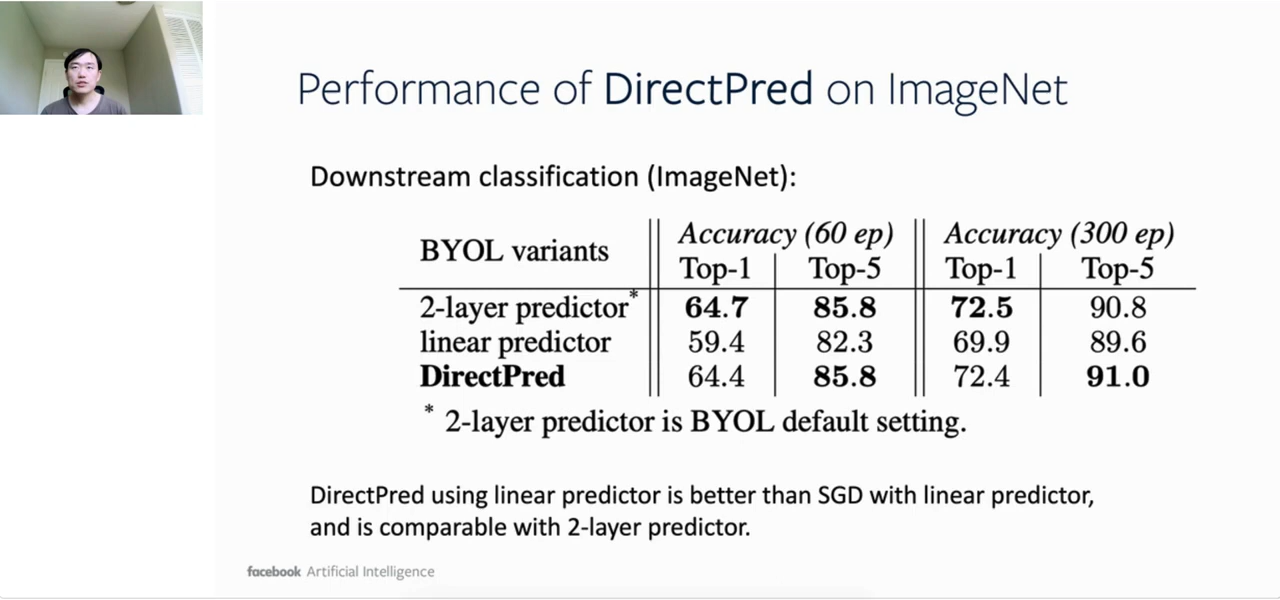 Performance of DirectPred on ImageNet
Downstream classification (ImageNet):
BYOL variants Accuracy (60 ep) Accuracy (300 ep)
Top-1 Top-5 Top-1 Top-5
2-layer predictor* 64.7 85.8 72.5 90.8
linear predictor 59.4 82.3 69.9 89.6
DirectPred 64.4 85.8 72.4 91.0
* 2-layer predictor is BYOL default setting.
DirectPred using linear predictor is better than SGD with linear predictor,
and is comparable with 2-layer predictor.
facebook Artificial Intelligence